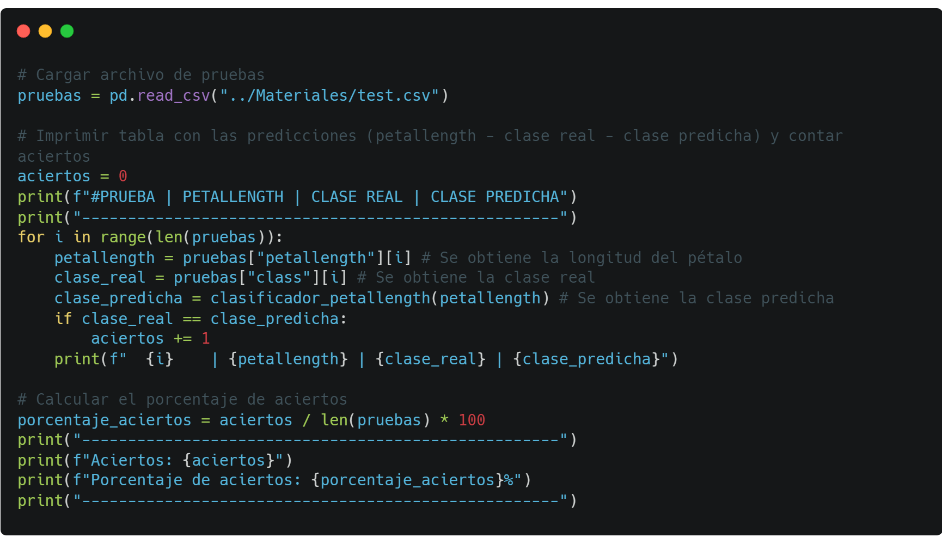 # Cargar archivo de pruebas
pruebas = pd.read_csv("../Materiales/test.csv")
# Imprimir tabla con las predicciones (petallength - clase real - clase predicha) y contar
aciertos
aciertos = 0
print(f"#PRUEBA | PETALLENGTH | CLASE REAL | CLASE PREDICHA")
print("----------------------------------------------------")
for i in range(len(pruebas)):
    petallength = pruebas["petallength"][i] # Se obtiene la longitud del pétalo
    clase_real = pruebas["class"][i] # Se obtiene la clase real
    clase_predicha = clasificador_petallength(petallength) # Se obtiene la clase predicha
    if clase_real == clase_predicha:
        aciertos += 1
    print(f"  {i}    | {petallength} | {clase_real} | {clase_predicha}")
# Calcular el porcentaje de aciertos
porcentaje_aciertos = aciertos / len(pruebas) * 100
print("----------------------------------------------------")
print(f"Aciertos: {aciertos}")
print(f"Porcentaje de aciertos: {porcentaje_aciertos}%")
print("----------------------------------------------------")